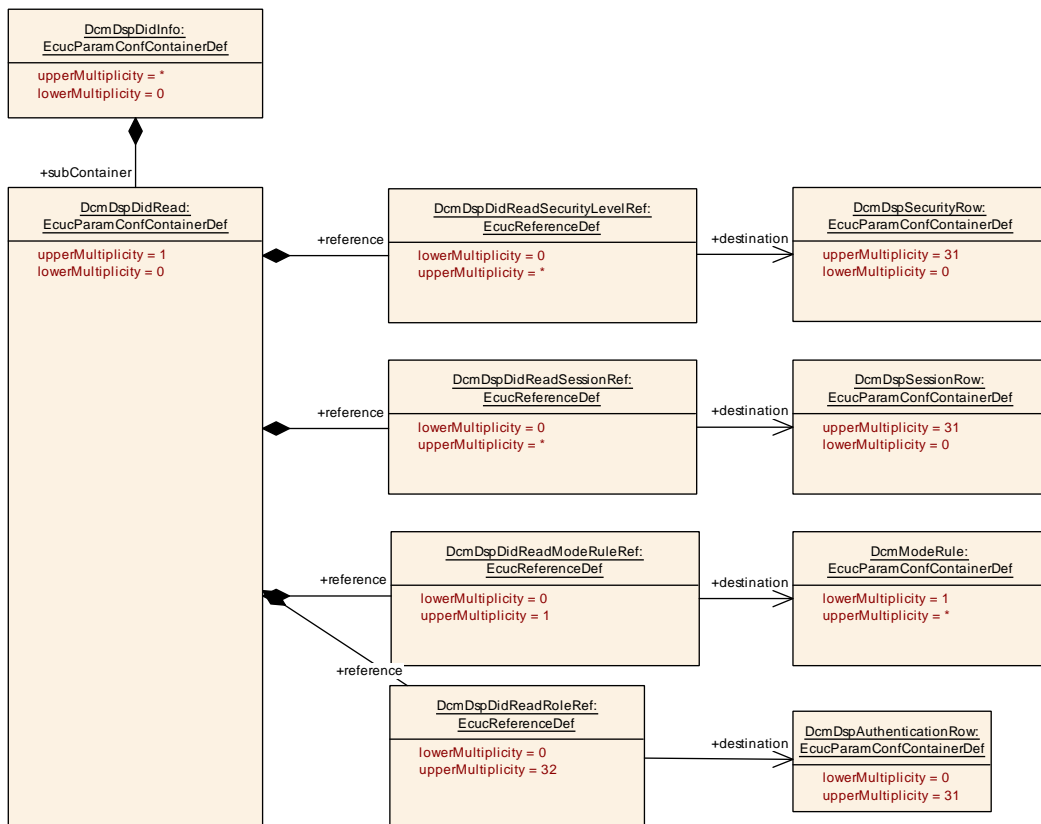 DcmDspDidInfo:
EcucParamConfContainerDef
upperMultiplicity = *
lowerMultiplicity = 0
+subContainer
DcmDspDidRead:
EcucParamConfContainerDef
upperMultiplicity = 1
lowerMultiplicity = 0
+reference
DcmDspDidReadSecurityLevelRef:
EcucReferenceDef
lowerMultiplicity = 0
upperMultiplicity = *
+destination
DcmDspSecurityRow:
EcucParamConfContainerDef
upperMultiplicity = 31
lowerMultiplicity = 0
+reference
DcmDspDidReadSessionRef:
EcucReferenceDef
lowerMultiplicity = 0
upperMultiplicity = *
+destination
DcmDspSessionRow:
EcucParamConfContainerDef
upperMultiplicity = 31
lowerMultiplicity = 0
+reference
DcmDspDidReadModeRuleRef:
EcucReferenceDef
lowerMultiplicity = 0
upperMultiplicity = 1
+destination
DcmModeRule:
EcucParamConfContainerDef
lowerMultiplicity = 1
upperMultiplicity = *
+reference
DcmDspDidReadRoleRef:
EcucReferenceDef
lowerMultiplicity = 0
upperMultiplicity = 32
+destination
DcmDspAuthenticationRow:
EcucParamConfContainerDef
lowerMultiplicity = 0
upperMultiplicity = 31